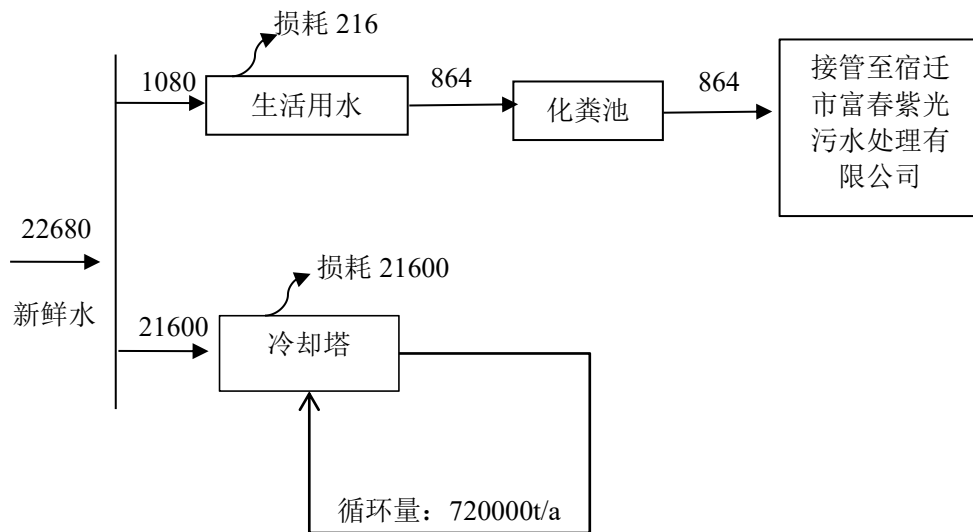 损耗 216
1080
生活用水
864
化粪池
864
接管至宿迁
市富春紫光
污水处理有
限公司
22680
新鲜水
损耗 21600
21600
冷却塔
循环量：720000t/a